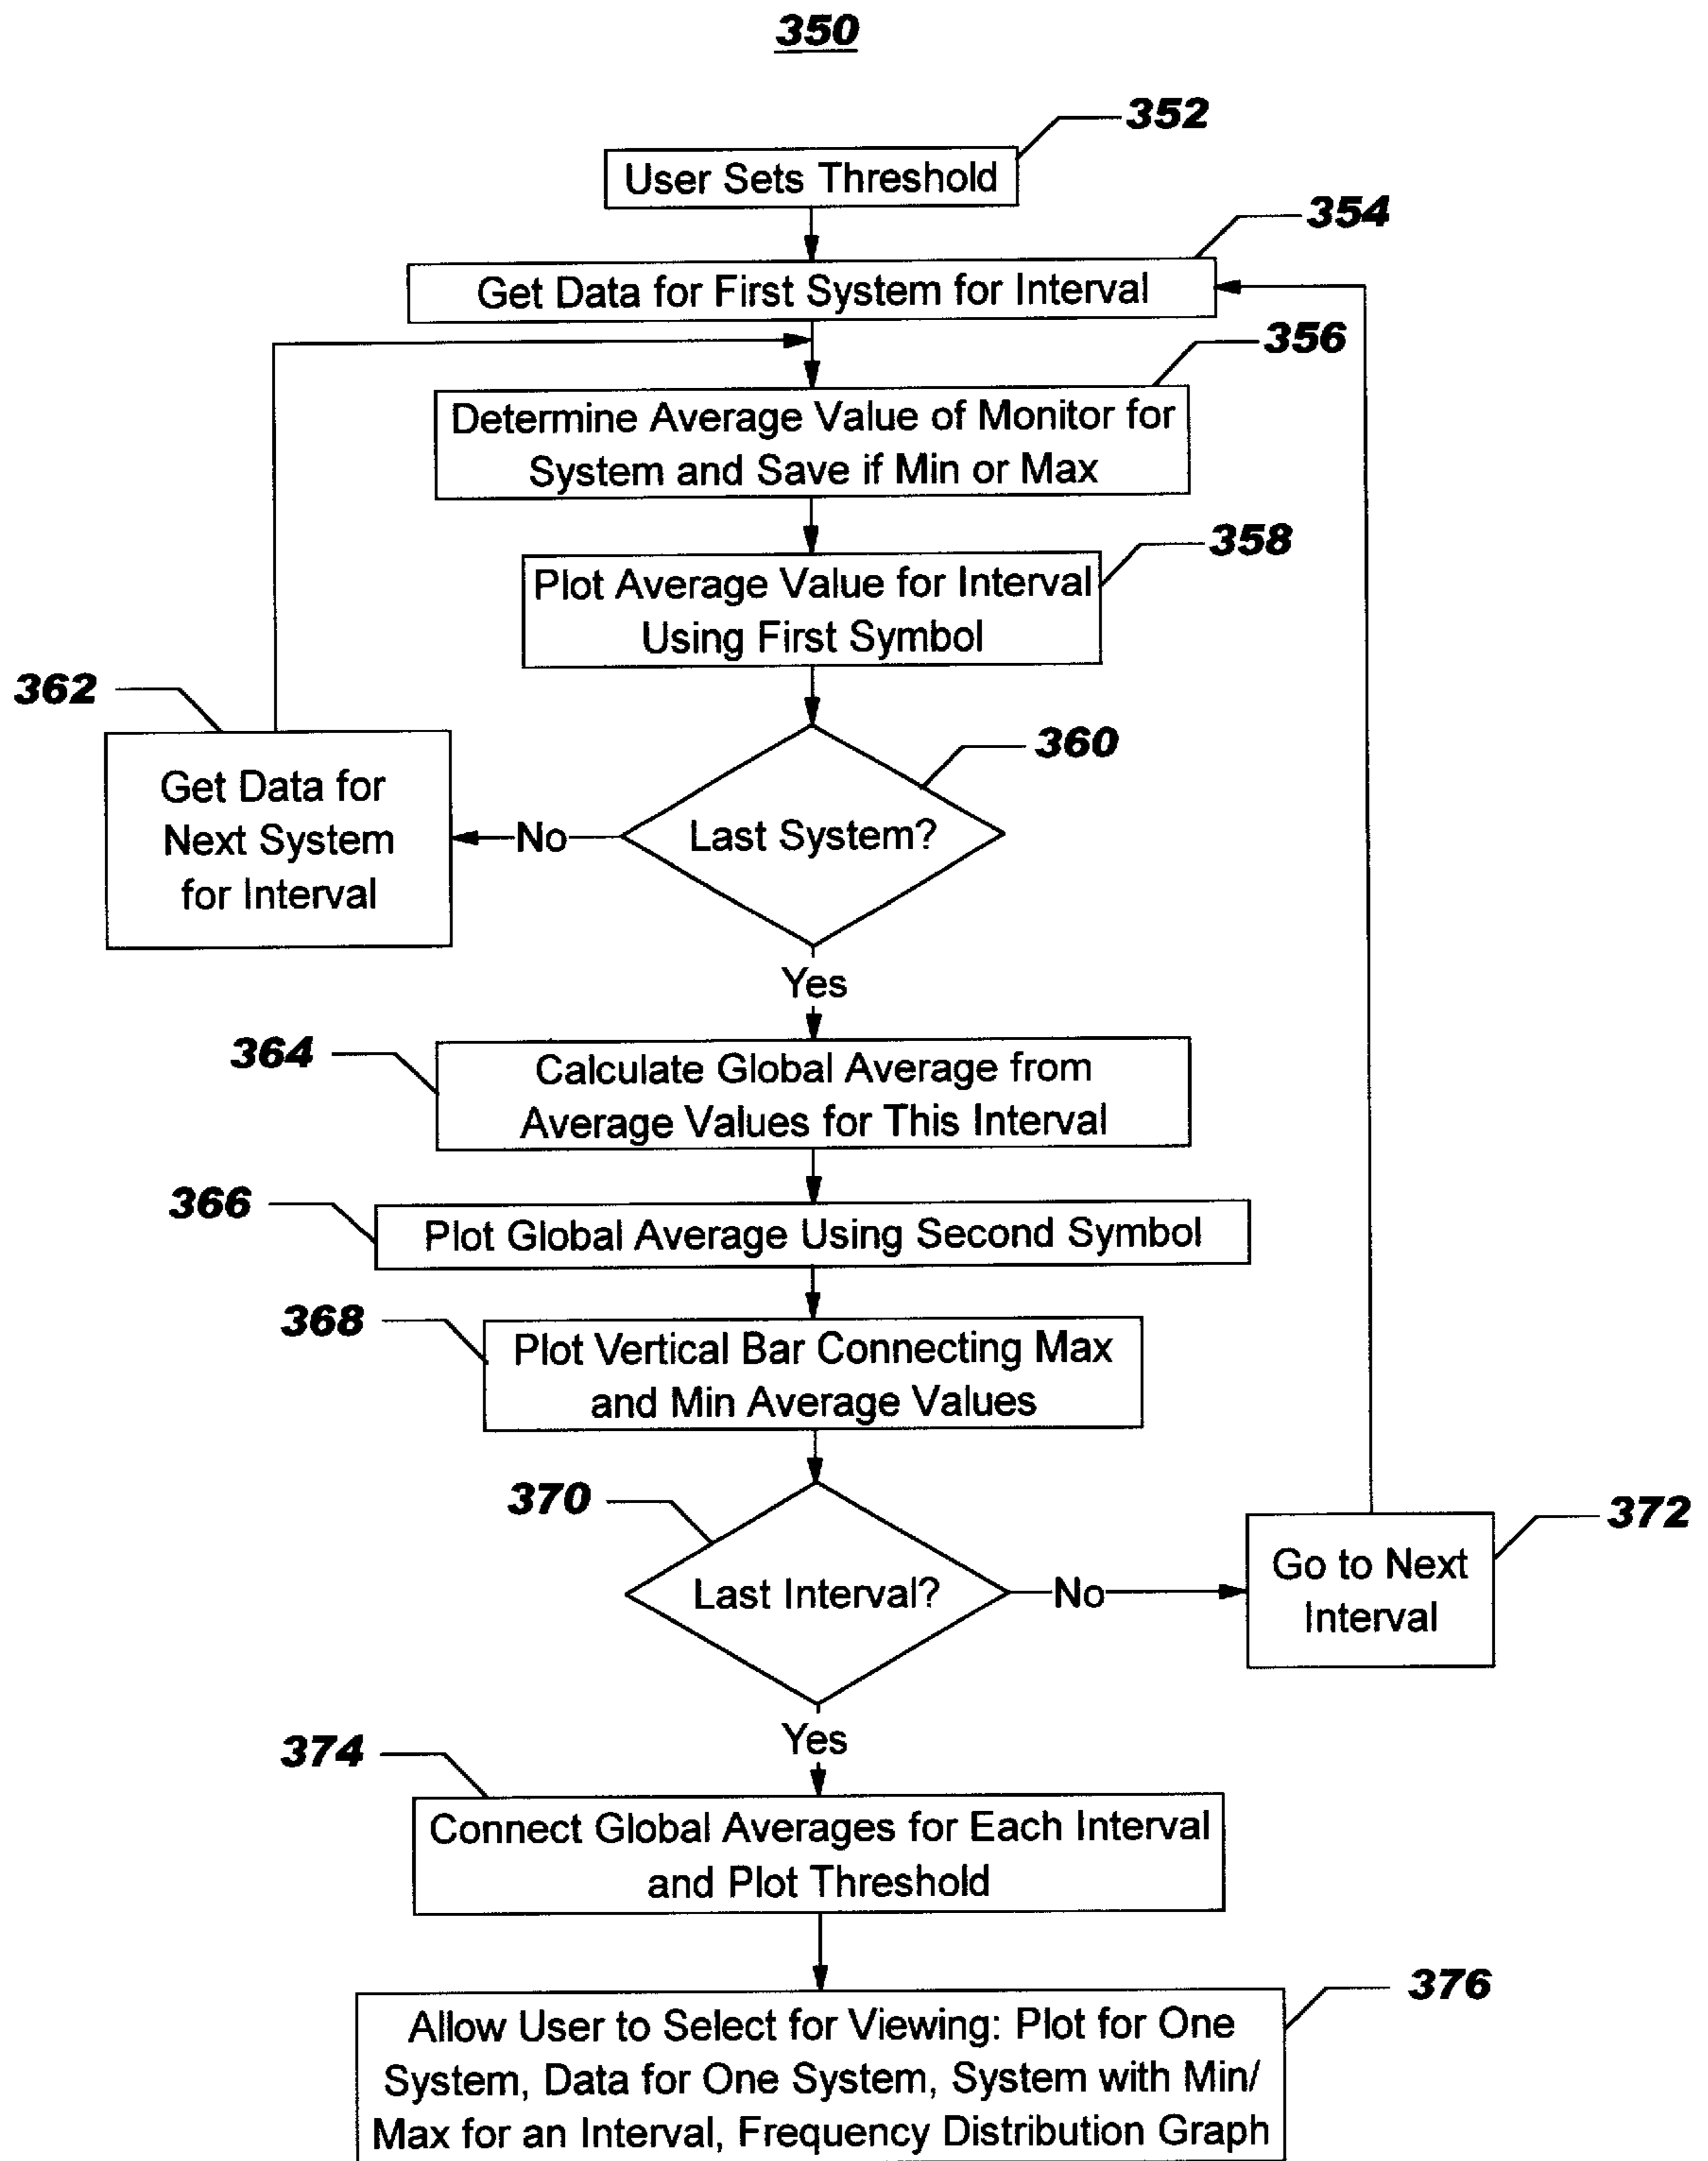 350
352
User Sets Threshold
354
Get Data for First System for Interval
356
Determine Average Value of Monitor for
System and Save if Min or Max
358
Plot Average Value for Interval
Using First Symbol
362
360
Get Data for
Next System
for Interval
No
Last System?
Yes
364
Calculate Global Average from
Average Values for This Interval
366
Plot Global Average Using Second Symbol
368
Plot Vertical Bar Connecting Max
and Min Average Values
370
372
Last Interval?
No
Go to Next
Interval
Yes
374
Connect Global Averages for Each Interval
and Plot Threshold
376
Allow User to Select for Viewing: Plot for One
System, Data for One System, System with Min/
Max for an Interval, Frequency Distribution Graph